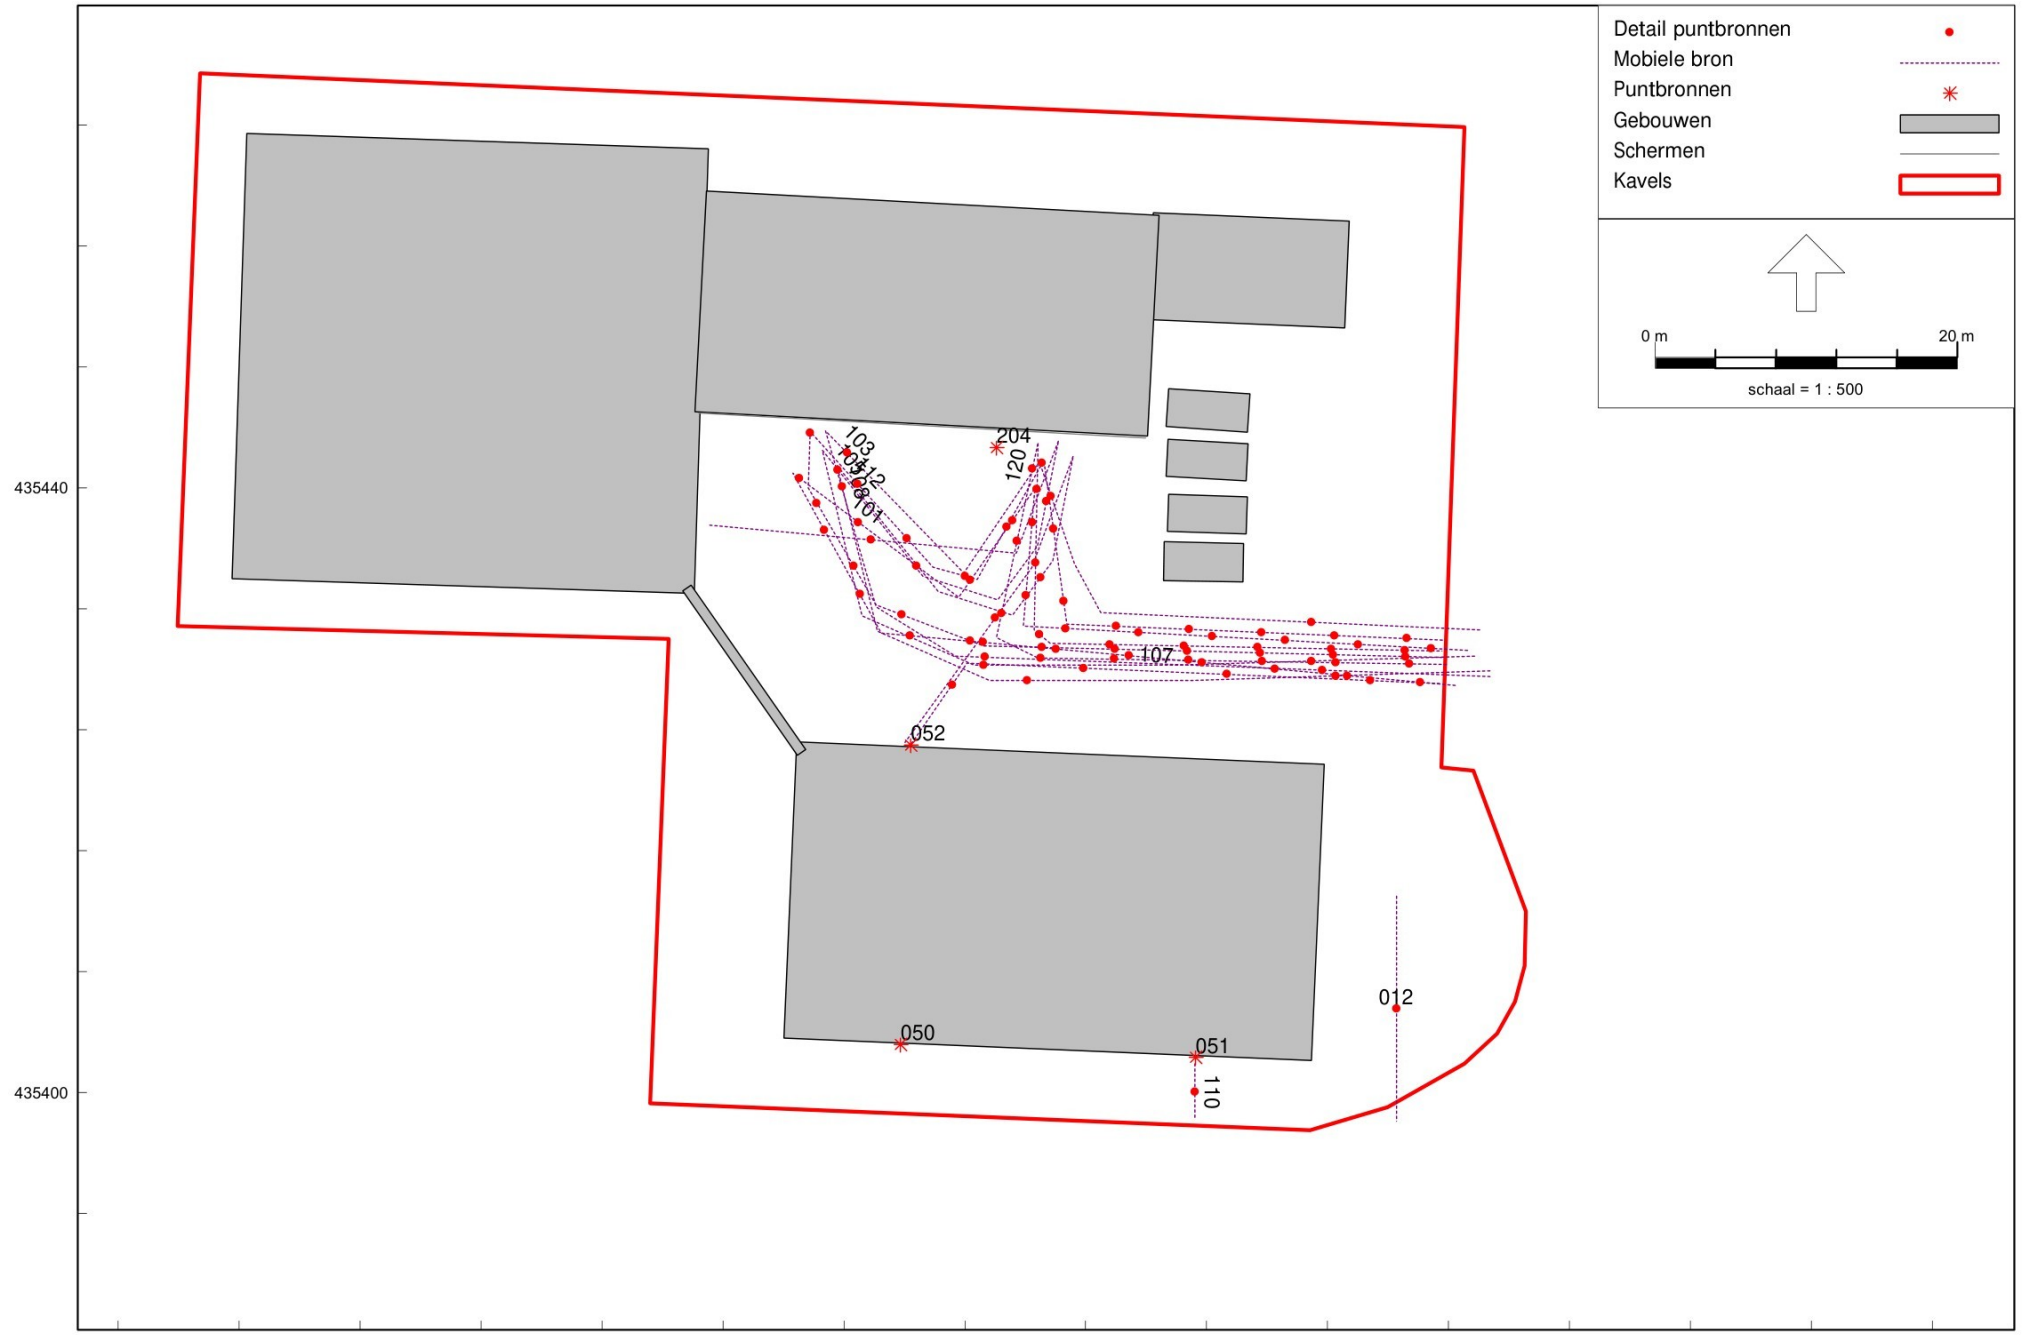 Detail puntbronnen
Mobiele bron
Puntbronnen
Gebouwen
Schermen
Kavels
0 m 20 m
schaal = 1 : 500
103
112
101
204
120
435440
107
052
012
050
051
110
435400